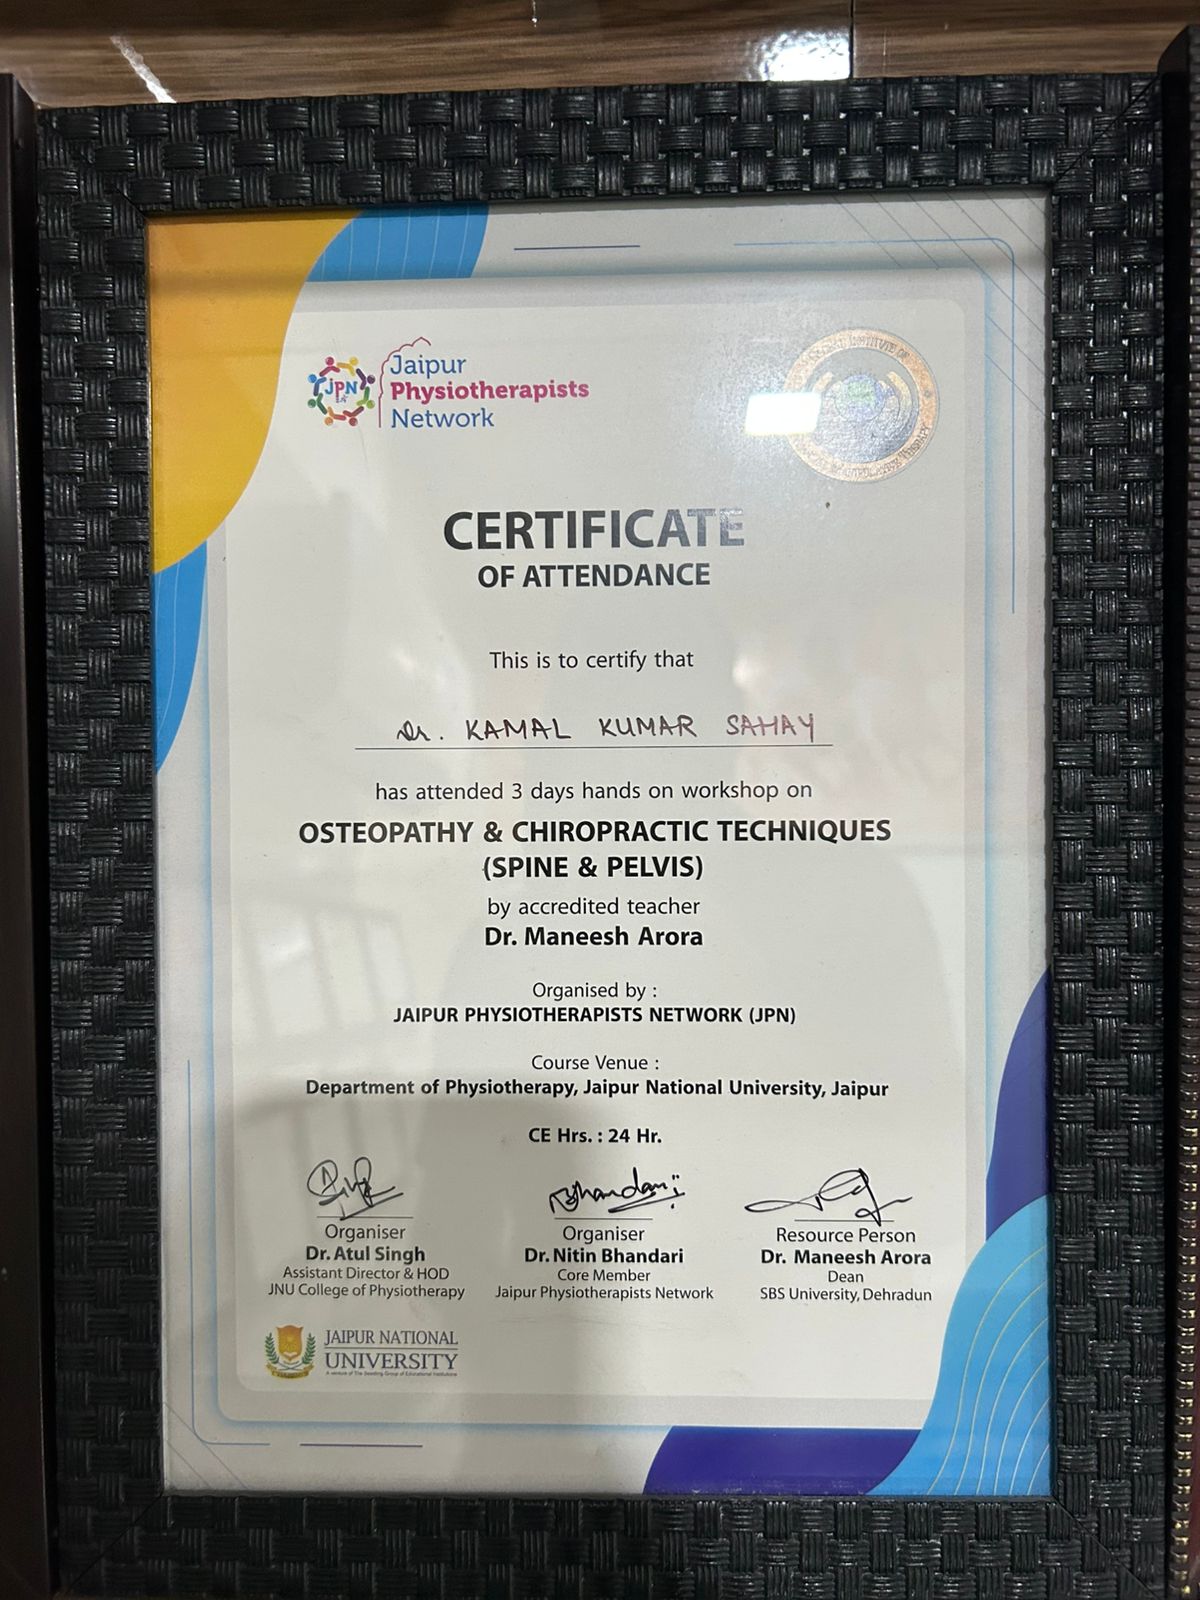 JPN
Jaipur
Physiotherapists
Network
CERTIFICATE
OF ATTENDANCE
This is to certify that
Dr. KAMAL KUMAR SAHAY
has attended 3 days hands on workshop on
OSTEOPATHY & CHIROPRACTIC TECHNIQUES
(SPINE & PELVIS)
by accredited teacher
Dr. Maneesh Arora
Organised by :
JAIPUR PHYSIOTHERAPISTS NETWORK (JPN)
Course Venue :
Department of Physiotherapy, Jaipur National University, Jaipur
CE Hrs. : 24 Hr.
Organiser
Dr. Atul Singh
Assistant Director & HOD
JNU College of Physiotherapy
Bhandari
Organiser
Dr. Nitin Bhandari
Core Member
Jaipur Physiotherapists Network
Resource Person
Dr. Maneesh Arora
Dean
SBS University, Dehradun
JAIPUR NATIONAL
UNIVERSITY